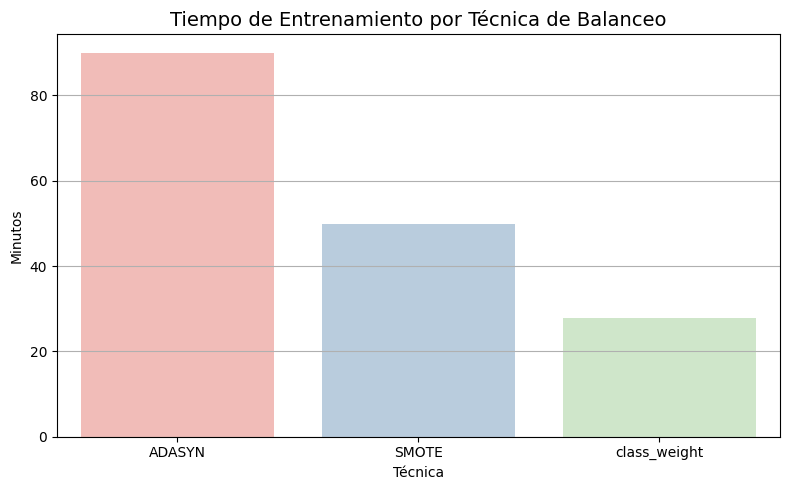 Tiempo de Entrenamiento por Técnica de Balanceo
Minutos
80
60
40
20
0
ADASYN SMOTE class_weight
Técnica